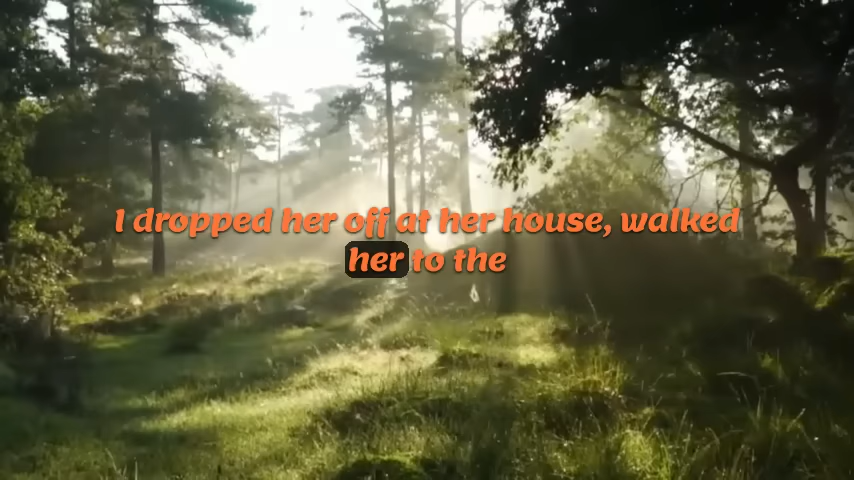 I dropped her off at her house, walked
her to the